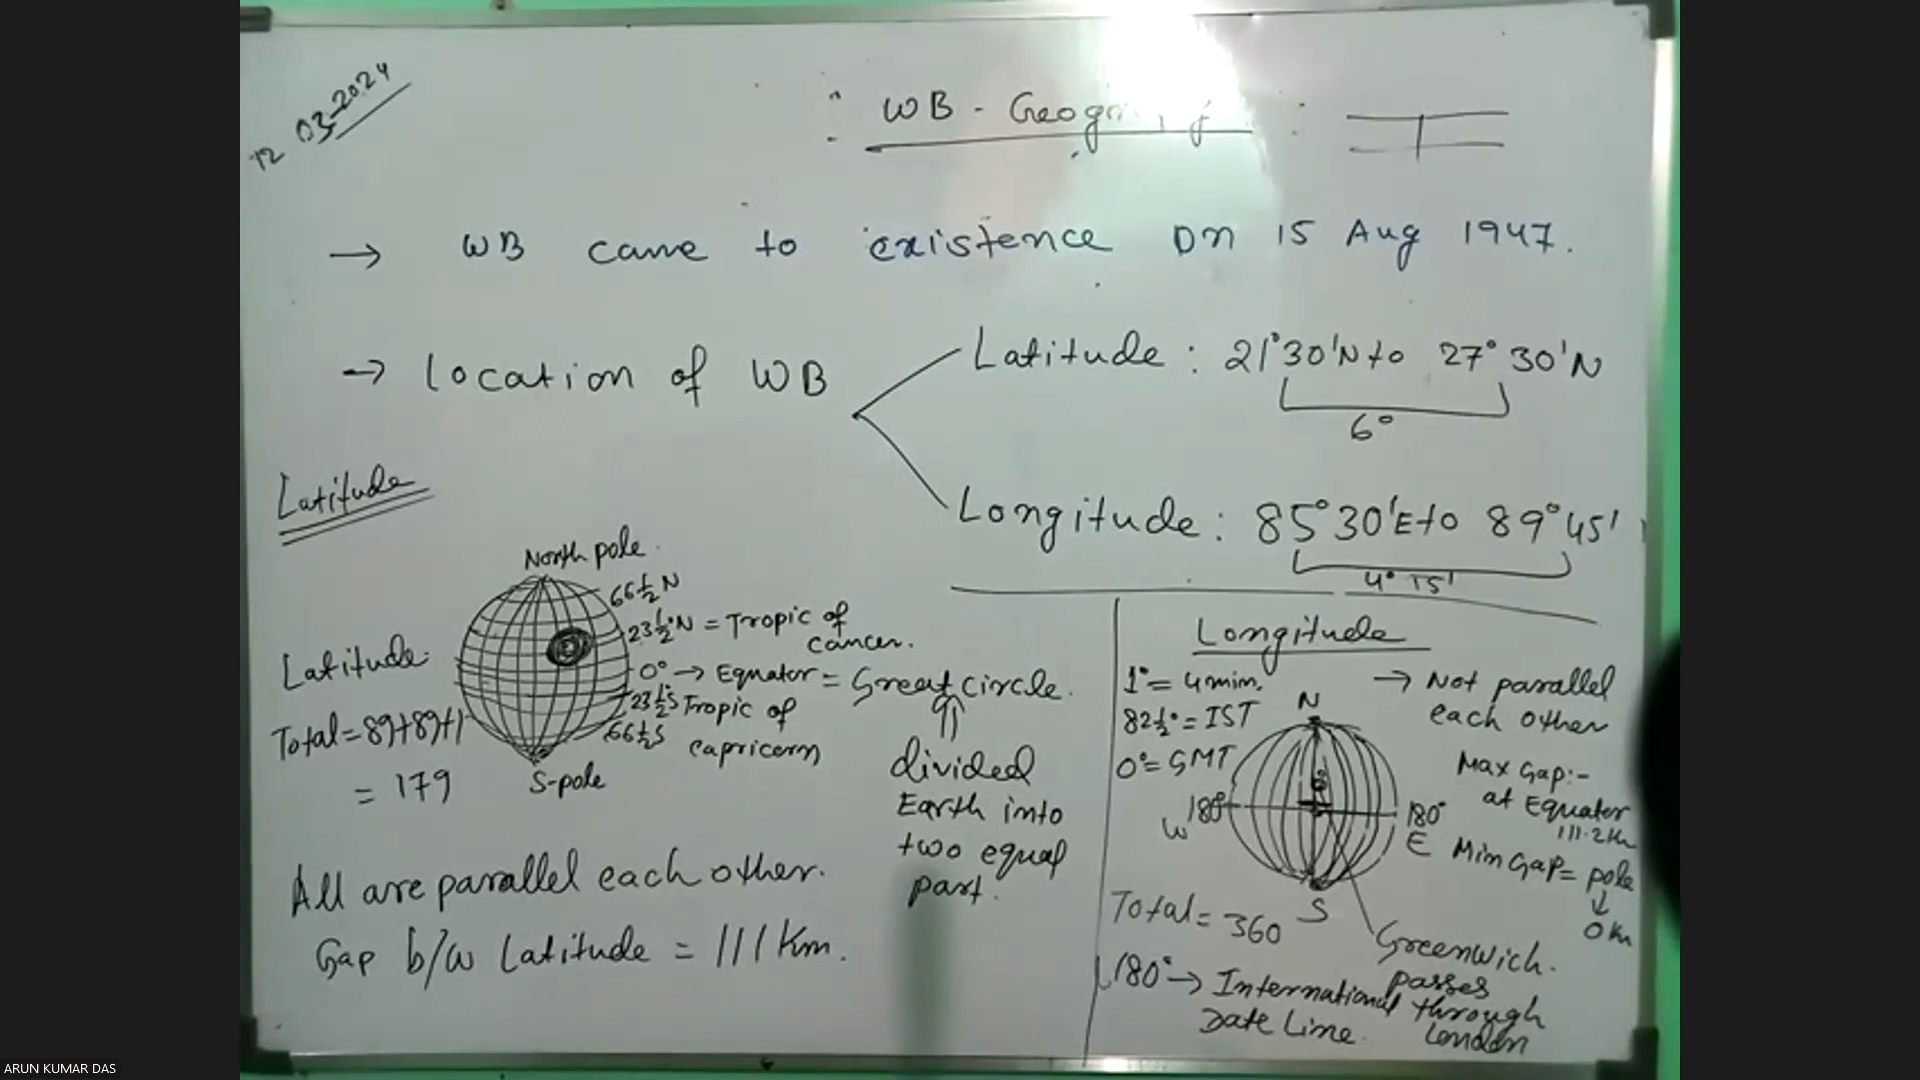 12 03-2024
WB - Geog
→ WB came to existence On 15 Aug 1947.
→ Location of WB
Latitude : 21°30'N to 27°30'N
6°
Longitude : 85°30'E to 89°45'
4°15'
Latitude
North pole
66½N
23½°N = Tropic of
cancer.
0° → Equator = Great circle.
23½°S Tropic of
capricorn
66½S
S-pole
Latitude
Total = 89+89+1
= 179
divided
Earth into
two equal
part.
All are parallel each other.
Gap b/w Latitude = 111 Km.
Longitude
1° = 4 min.
82½° = IST
0° = GMT
→ Not parallel
each other
N
W 180°
180°
E
S
Max Gap:-
at Equator
111.2 Km
Min Gap = pole
↓
0 Km
Total = 360
Greenwich.
passes
through
London
180° → International
Date Line.
ARUN KUMAR DAS